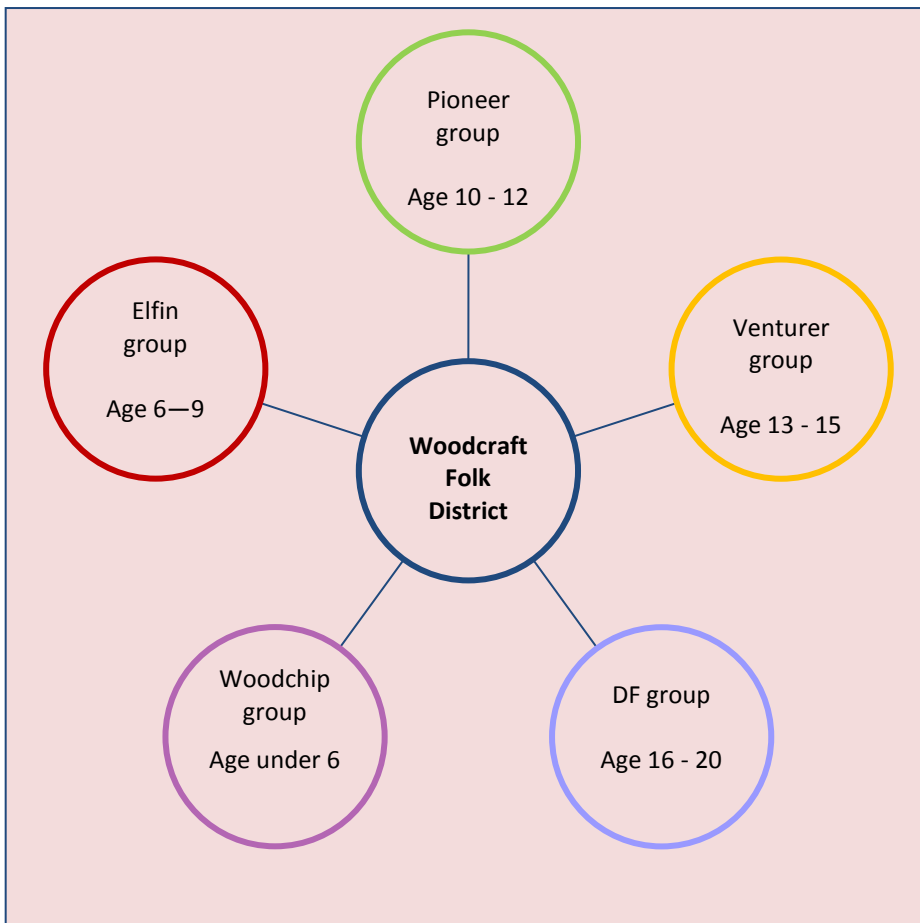 Pioneer
group
Age 10 - 12
Elfin
group
Age 6—9
Venturer
group
Age 13 - 15
Woodcraft
Folk
District
Woodchip
group
Age under 6
DF group
Age 16 - 20